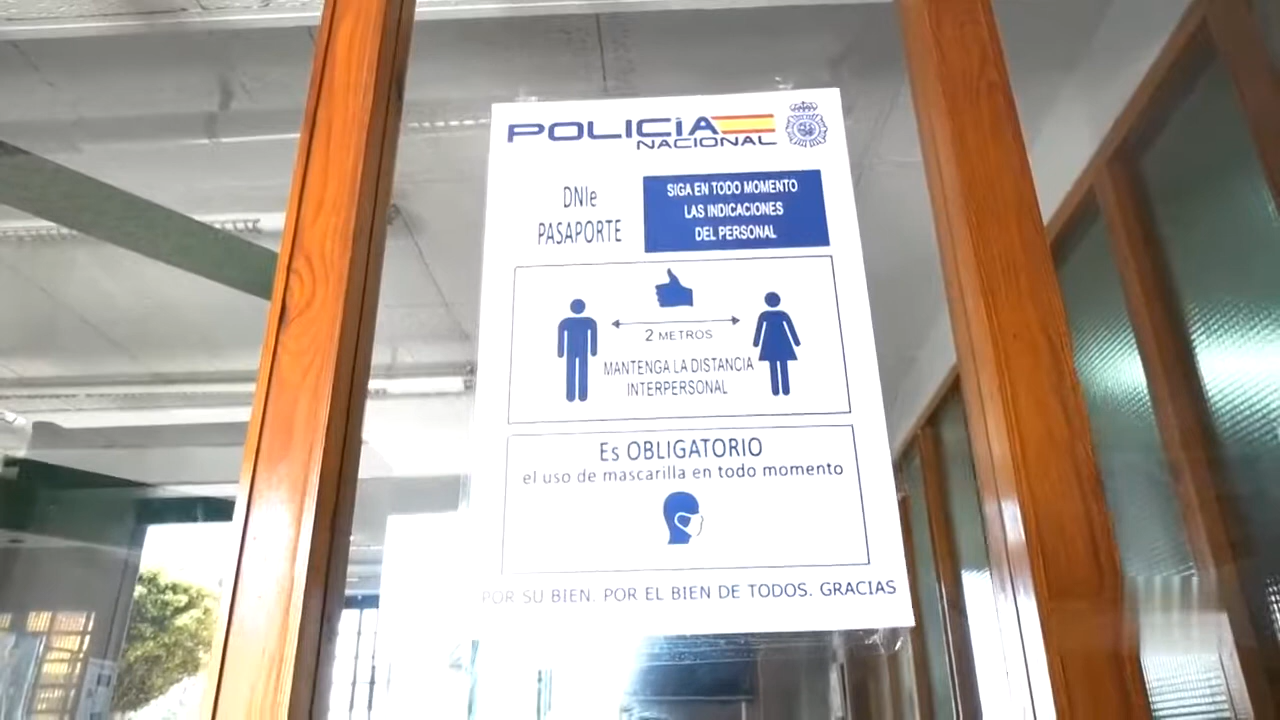 POLICÍA
NACIONAL
DNIe
PASAPORTE
SIGA EN TODO MOMENTO
LAS INDICACIONES
DEL PERSONAL
2 METROS
MANTENGA LA DISTANCIA
INTERPERSONAL
Es OBLIGATORIO
el uso de mascarilla en todo momento
POR SU BIEN. POR EL BIEN DE TODOS. GRACIAS